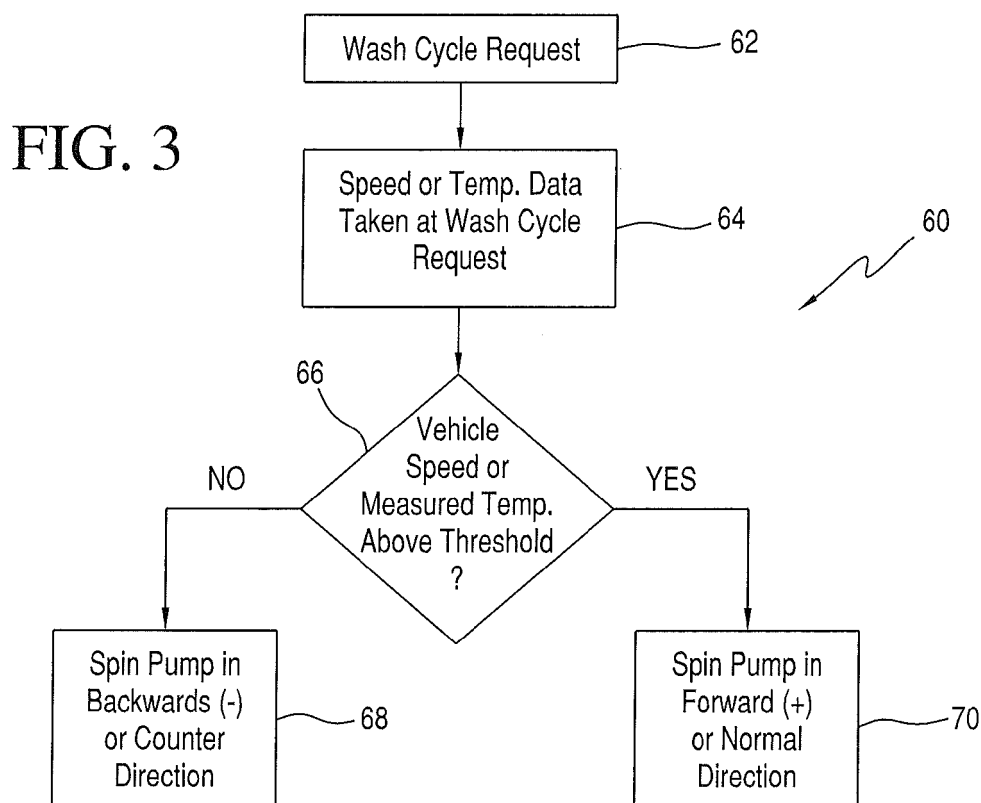 Wash Cycle Request
62
FIG. 3
Speed or Temp. Data
Taken at Wash Cycle
Request
64
60
66
Vehicle
Speed or
Measured Temp.
Above Threshold
?
NO
YES
Spin Pump in
Backwards (-)
or Counter
Direction
68
Spin Pump in
Forward (+)
or Normal
Direction
70